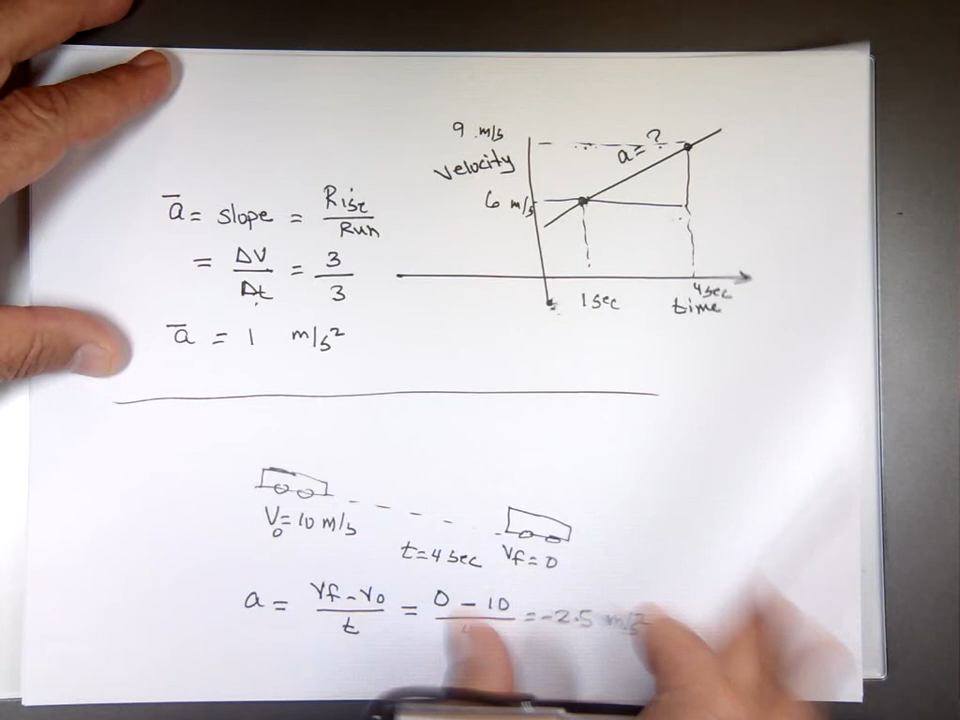 9 m/s
velocity
a = ?
6 m/s
1 sec
4 sec
time
a̅ = slope = Rise/Run
= ΔV/Δt = 3/3
a̅ = 1 m/s²
V₀ = 10 m/s
t = 4 sec
Vf = 0
a = Vf - V₀/t = 0 - 10/ = -2.5 m/s²